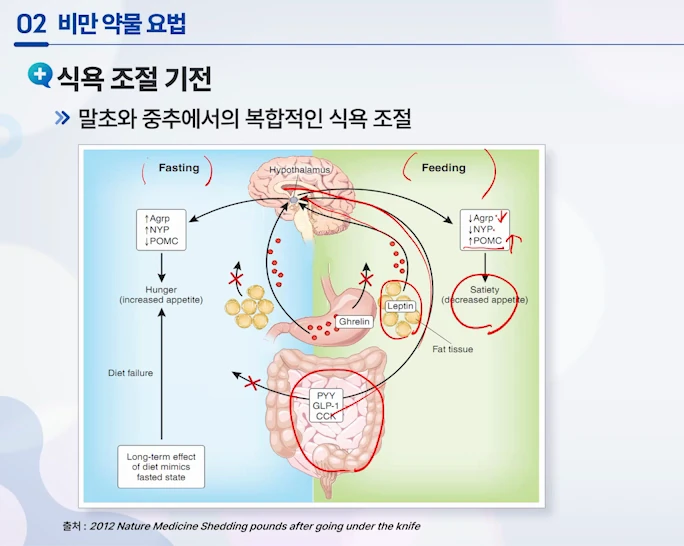 02 비만 약물 요법
식욕 조절 기전
말초와 중추에서의 복합적인 식욕 조절
Fasting
Hypothalamus
Feeding
↑Agrp
↑NYP
↓POMC
↓Agrp
↓NYP
↑POMC
Hunger
(increased appetite)
Satiety
(decreased appetite)
Leptin
Ghrelin
Fat tissue
Diet failure
PYY
GLP-1
CCK
Long-term effect
of diet mimics
fasted state
출처 : 2012 Nature Medicine Shedding pounds after going under the knife